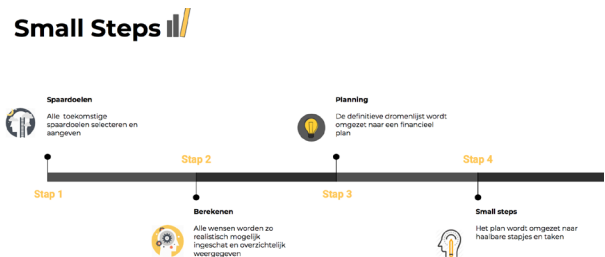 Small Steps
Spaardoelen
Alle toekomstige
spaardoelen selecteren en
aangeven
Planning
De definitieve dromenlijst wordt
omgezet naar een financieel
plan
Stap 2
Stap 4
Stap 1
Stap 3
Berekenen
Alle wensen worden zo
realistisch mogelijk
ingeschat en overzichtelijk
weergegeven
Small steps
Het plan wordt omgezet naar
haalbare stapjes en taken